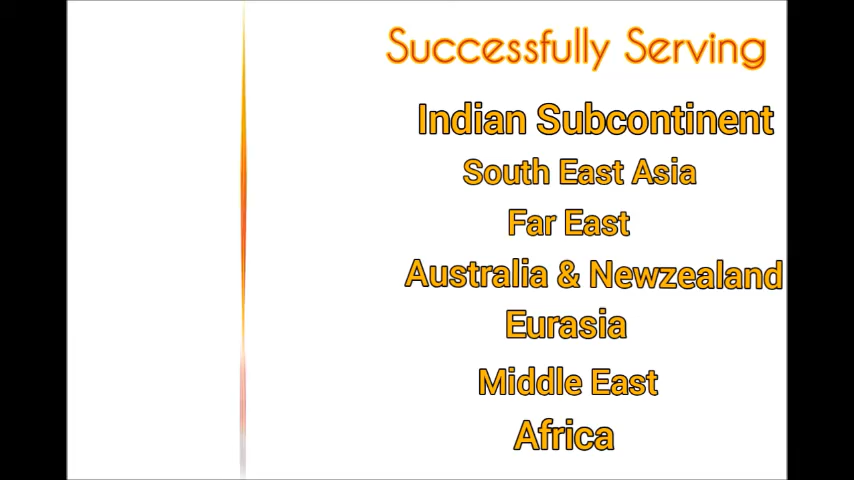 Successfully Serving
Indian Subcontinent
South East Asia
Far East
Australia & Newzealand
Eurasia
Middle East
Africa